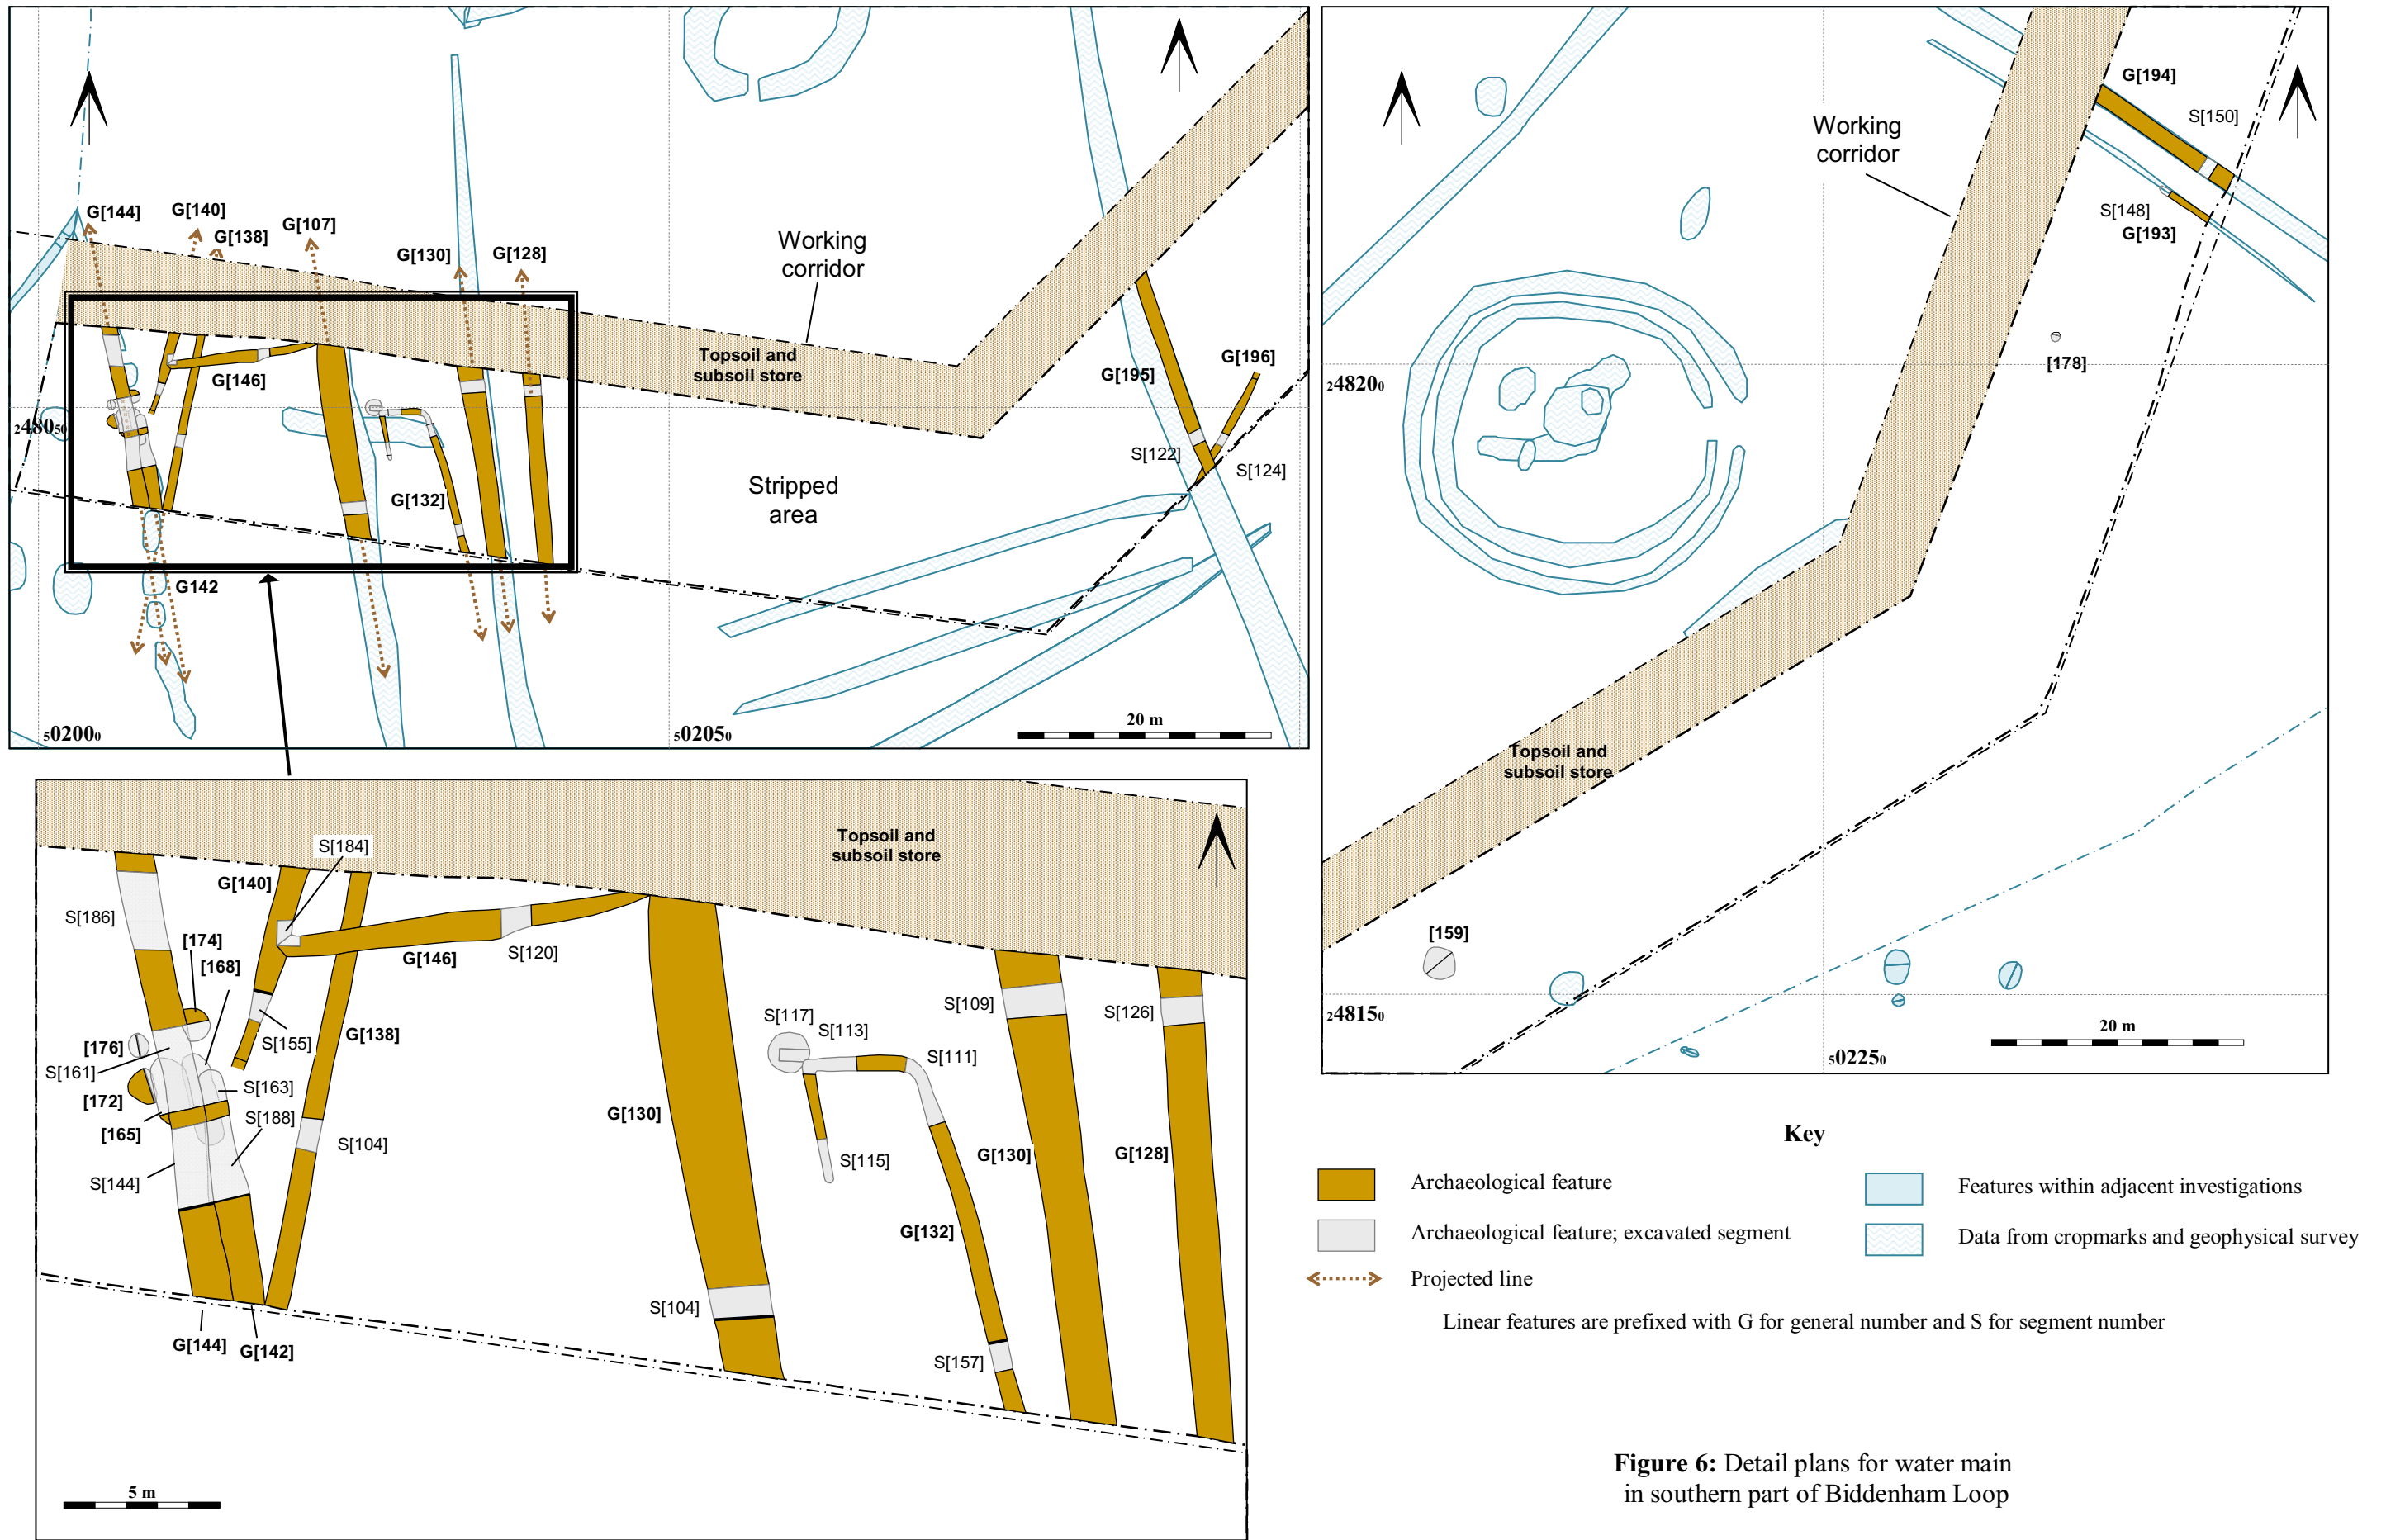 G[144]
G[140]
G[138]
G[107]
G[130]
G[128]
Working
corridor
Topsoil and
subsoil store
G[146]
G[132]
G142
Stripped
area
G[195]
G[196]
S[122]
S[124]
248050
502000
502050
20 m
G[194]
S[150]
Working
corridor
S[148]
G[193]
[178]
248200
Topsoil and
subsoil store
[159]
248150
502250
20 m
Topsoil and
subsoil store
S[184]
G[140]
S[186]
[174]
[168]
G[146]
S[120]
[176]
S[161]
S[155]
G[138]
[172]
S[163]
[165]
S[188]
S[104]
S[144]
G[144]
G[142]
G[130]
S[104]
S[117]
S[113]
S[111]
S[115]
G[132]
S[157]
S[109]
G[130]
S[126]
G[128]
5 m
Key
Archaeological feature
Archaeological feature; excavated segment
Projected line
Features within adjacent investigations
Data from cropmarks and geophysical survey
Linear features are prefixed with G for general number and S for segment number
Figure 6: Detail plans for water main
in southern part of Biddenham Loop